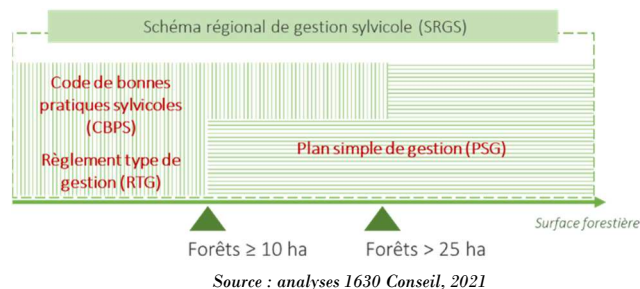 Schéma régional de gestion sylvicole (SRGS)
Code de bonnes
pratiques sylvicoles
(CBPS)
Règlement type de
gestion (RTG)
Plan simple de gestion (PSG)
Surface forestière
Forêts ≥ 10 ha
Forêts > 25 ha
Source : analyses 1630 Conseil, 2021